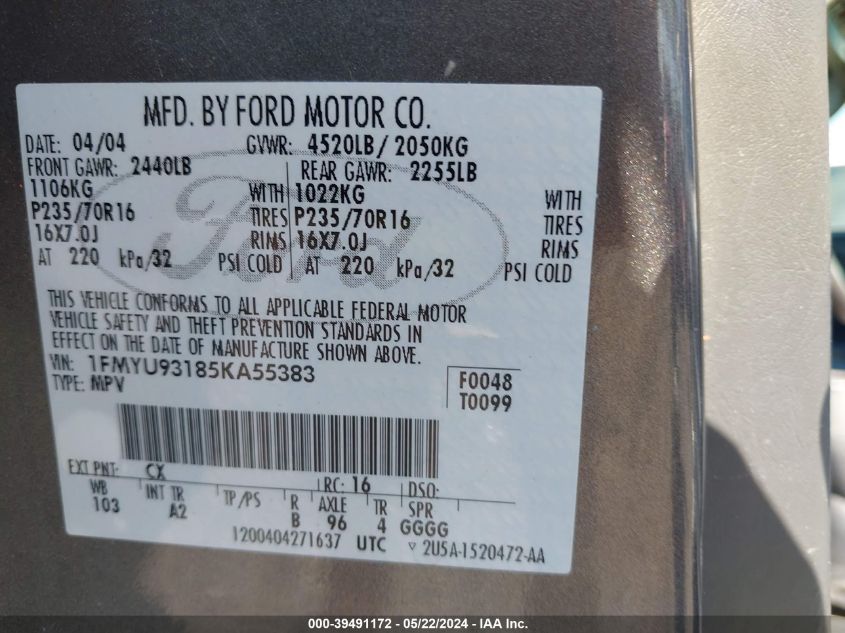 MFD. BY FORD MOTOR CO.
DATE: 04/04 GVWR: 4520LB/ 2050KG
FRONT GAWR: 2440LB REAR GAWR: 2255LB
1106KG WITH 1022KG WITH
P235/70R16 TIRES P235/70R16 TIRES
16X7.0J RIMS 16X7.0J RIMS
AT 220 kPa/32 PSI COLD AT 220 kPa/32 PSI COLD
Ford
THIS VEHICLE CONFORMS TO ALL APPLICABLE FEDERAL MOTOR
VEHICLE SAFETY AND THEFT PREVENTION STANDARDS IN
EFFECT ON THE DATE OF MANUFACTURE SHOWN ABOVE.
VIN: 1FMYU93185KA55383
TYPE: MPV
F0048
T0099
EXT PNT: CX RC: 16 DSO:
WB INT TR TP/PS R AXLE TR SPR
103 A2 B 96 4 GGGG
1200404271637 UTC ▽ 2U5A-1520472-AA
000-39491172 - 05/22/2024 - IAA Inc.